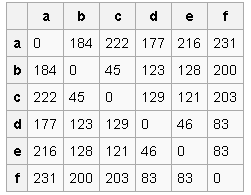 a b c d e f
a 0 184 222 177 216 231
b 184 0 45 123 128 200
c 222 45 0 129 121 203
d 177 123 129 0 46 83
e 216 128 121 46 0 83
f 231 200 203 83 83 0